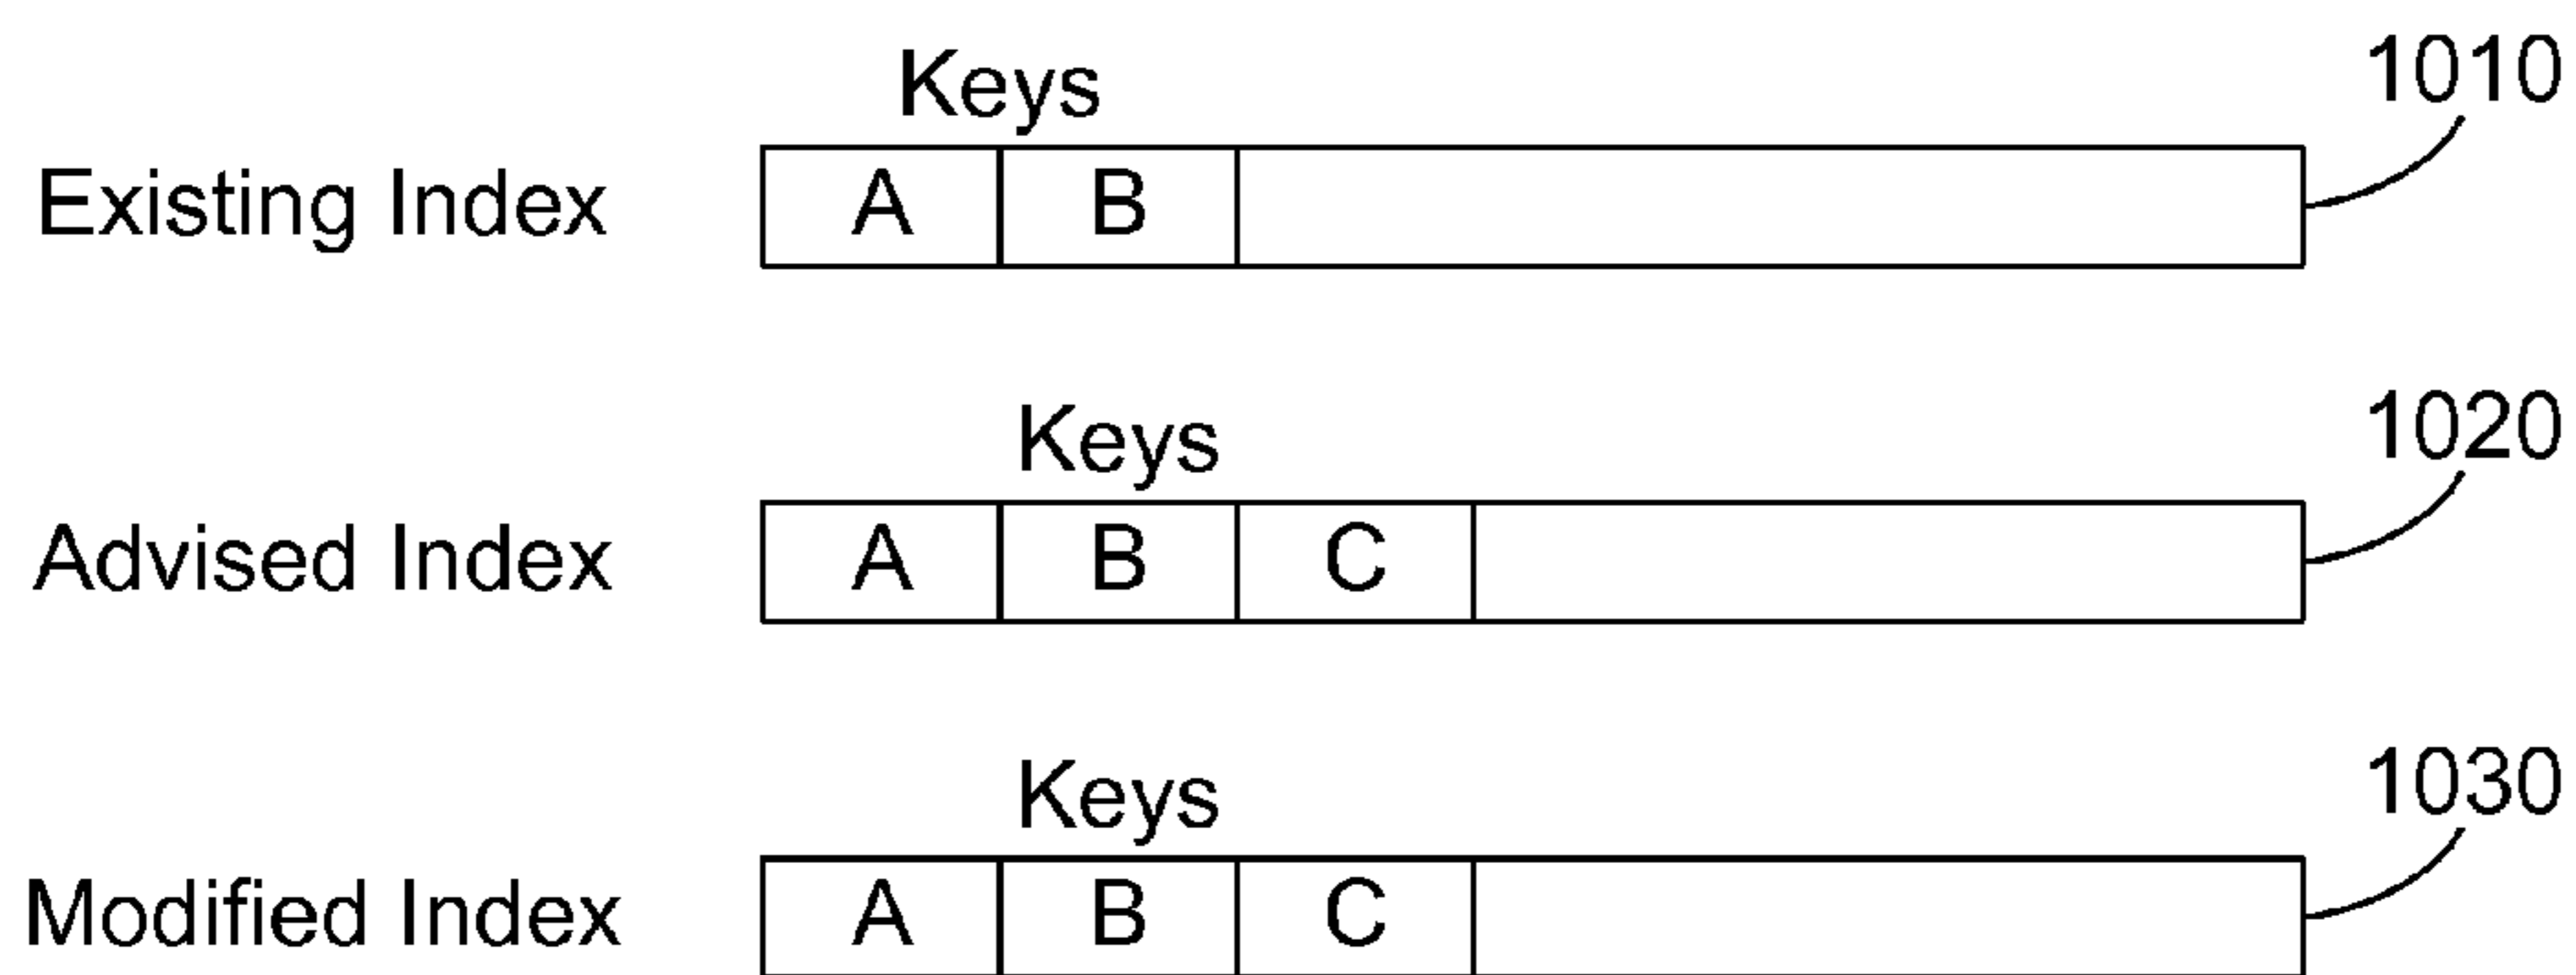 Keys 1010
Existing Index A B
Keys 1020
Advised Index A B C
Keys 1030
Modified Index A B C